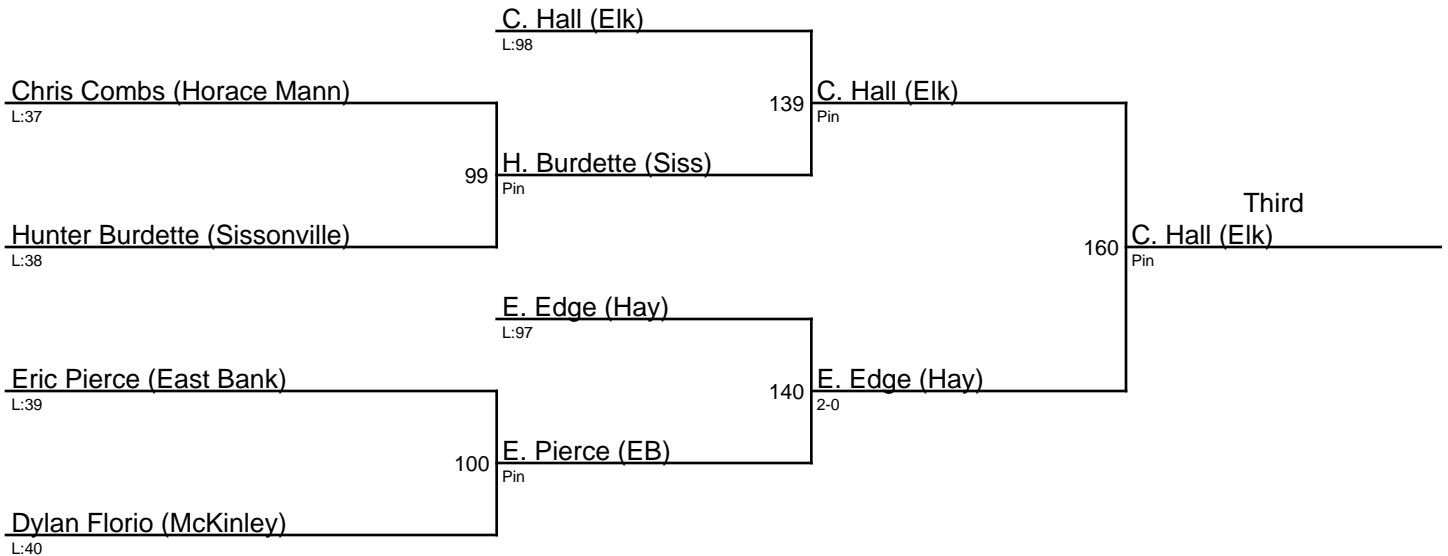 C. Hall (Elk)
L:98
Chris Combs (Horace Mann)
L:37
139
C. Hall (Elk)
Pin
99
H. Burdette (Siss)
Pin
Third
Hunter Burdette (Sissonville)
L:38
160
C. Hall (Elk)
Pin
E. Edge (Hay)
L:97
Eric Pierce (East Bank)
L:39
140
E. Edge (Hay)
2-0
100
E. Pierce (EB)
Pin
Dylan Florio (McKinley)
L:40